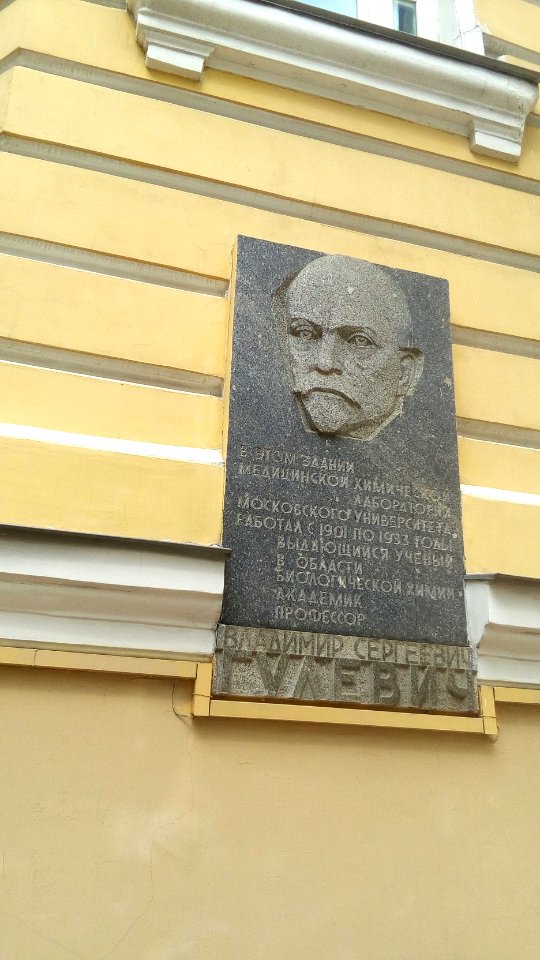 В ЭТОМ ЗДАНИИ
МЕДИЦИНСКОЙ ХИМИЧЕСКОЙ
ЛАБОРАТОРИИ
МОСКОВСКОГО УНИВЕРСИТЕТА
РАБОТАЛ С 1901 ПО 1933 ГОДЫ
ВЫДАЮЩИЙСЯ УЧЕНЫЙ
В ОБЛАСТИ
БИОЛОГИЧЕСКОЙ ХИМИИ
АКАДЕМИК
ПРОФЕССОР
ВЛАДИМИР СЕРГЕЕВИЧ
ГУЛЕВИЧ